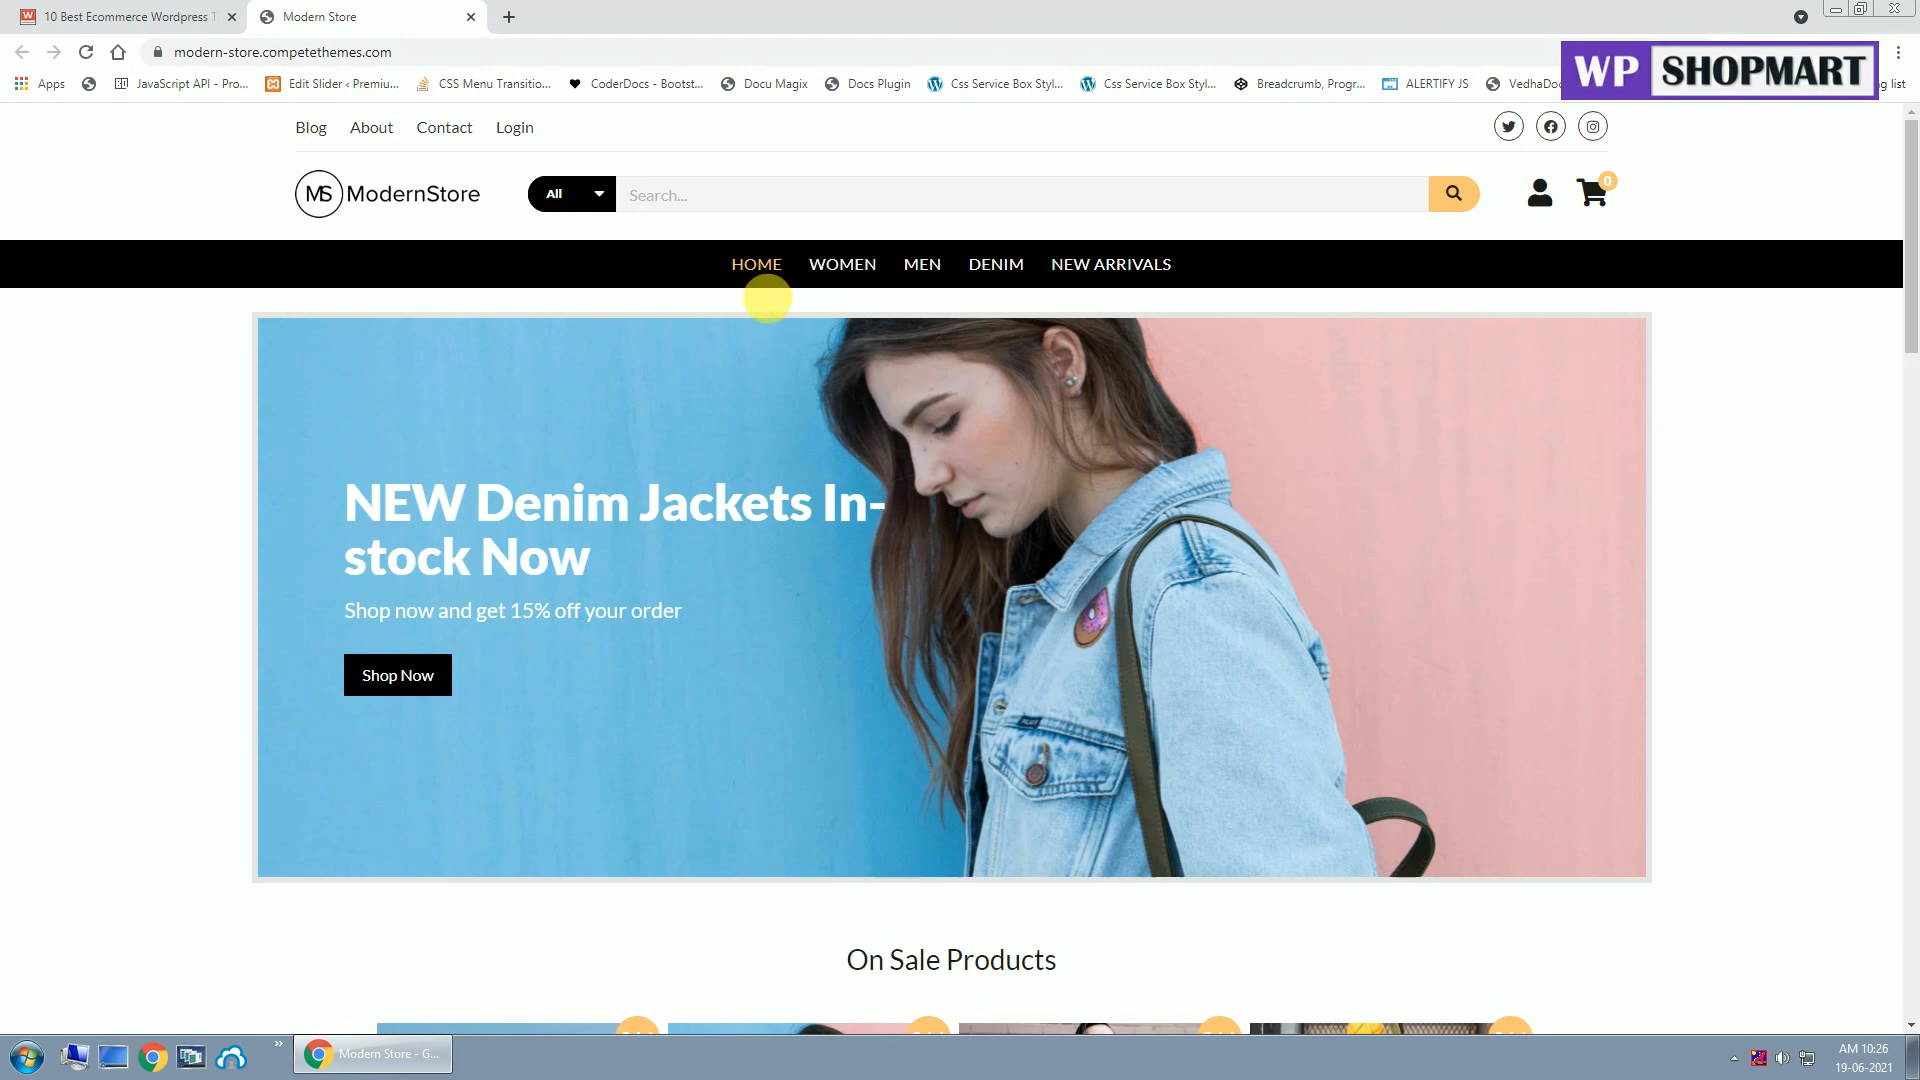 10 Best Ecommerce Wordpress T
Modern Store
modern-store.competethemes.com
WP SHOPMART
Apps
JavaScript API - Pro...
Edit Slider ‹ Premiu...
CSS Menu Transitio...
CoderDocs - Bootst...
Docu Magix
Docs Plugin
Css Service Box Styl...
Css Service Box Styl...
Breadcrumb, Progr...
ALERTIFY JS
VedhaDoc
g list
Blog About Contact Login
MS ModernStore
All
Search...
0
HOME WOMEN MEN DENIM NEW ARRIVALS
NEW Denim Jackets In-
stock Now
Shop now and get 15% off your order
Shop Now
On Sale Products
Modern Store - G...
AM 10:26
19-06-2021